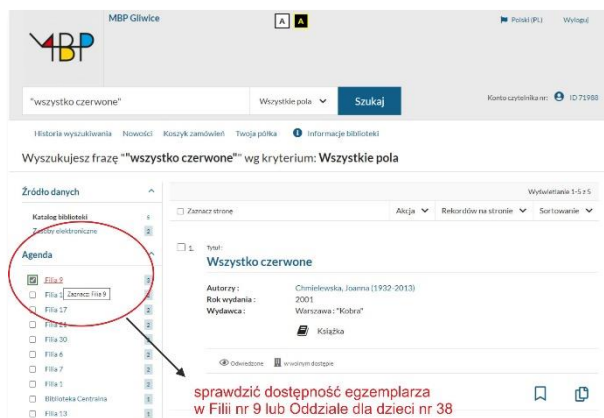 MBP Gliwice
A A
Polski (PL) Wyloguj
MBP
"wszystko czerwone" Wszystkie pola Szukaj
Konto czytelnika nr: ID 71988
Historia wyszukiwania Nowości Koszyk zamówień Twoja półka Informacje biblioteki
Wyszukujesz frazę ""wszystko czerwone"" wg kryterium: Wszystkie pola
Źródło danych
Wyświetlanie 1-5 z 5
Katalog biblioteki
Zasoby elektroniczne 2
Zaznacz stronę Akcja Rekordów na stronie Sortowanie
Agenda
Filia 9
Filia 1 Zaznacz: Filia 9 2
Filia 17 2
Filia 21 2
Filia 30 2
Filia 6 2
Filia 7 2
Filia 1 2
Biblioteka Centralna
Filia 13
1. Tytuł:
Wszystko czerwone
Autorzy: Chmielewska, Joanna (1932-2013)
Rok wydania: 2001
Wydawca: Warszawa: "Kobra"
Książka
Odwiedzone w wolnym dostępie
sprawdzić dostępność egzemplarza
w Filii nr 9 lub Oddziale dla dzieci nr 38